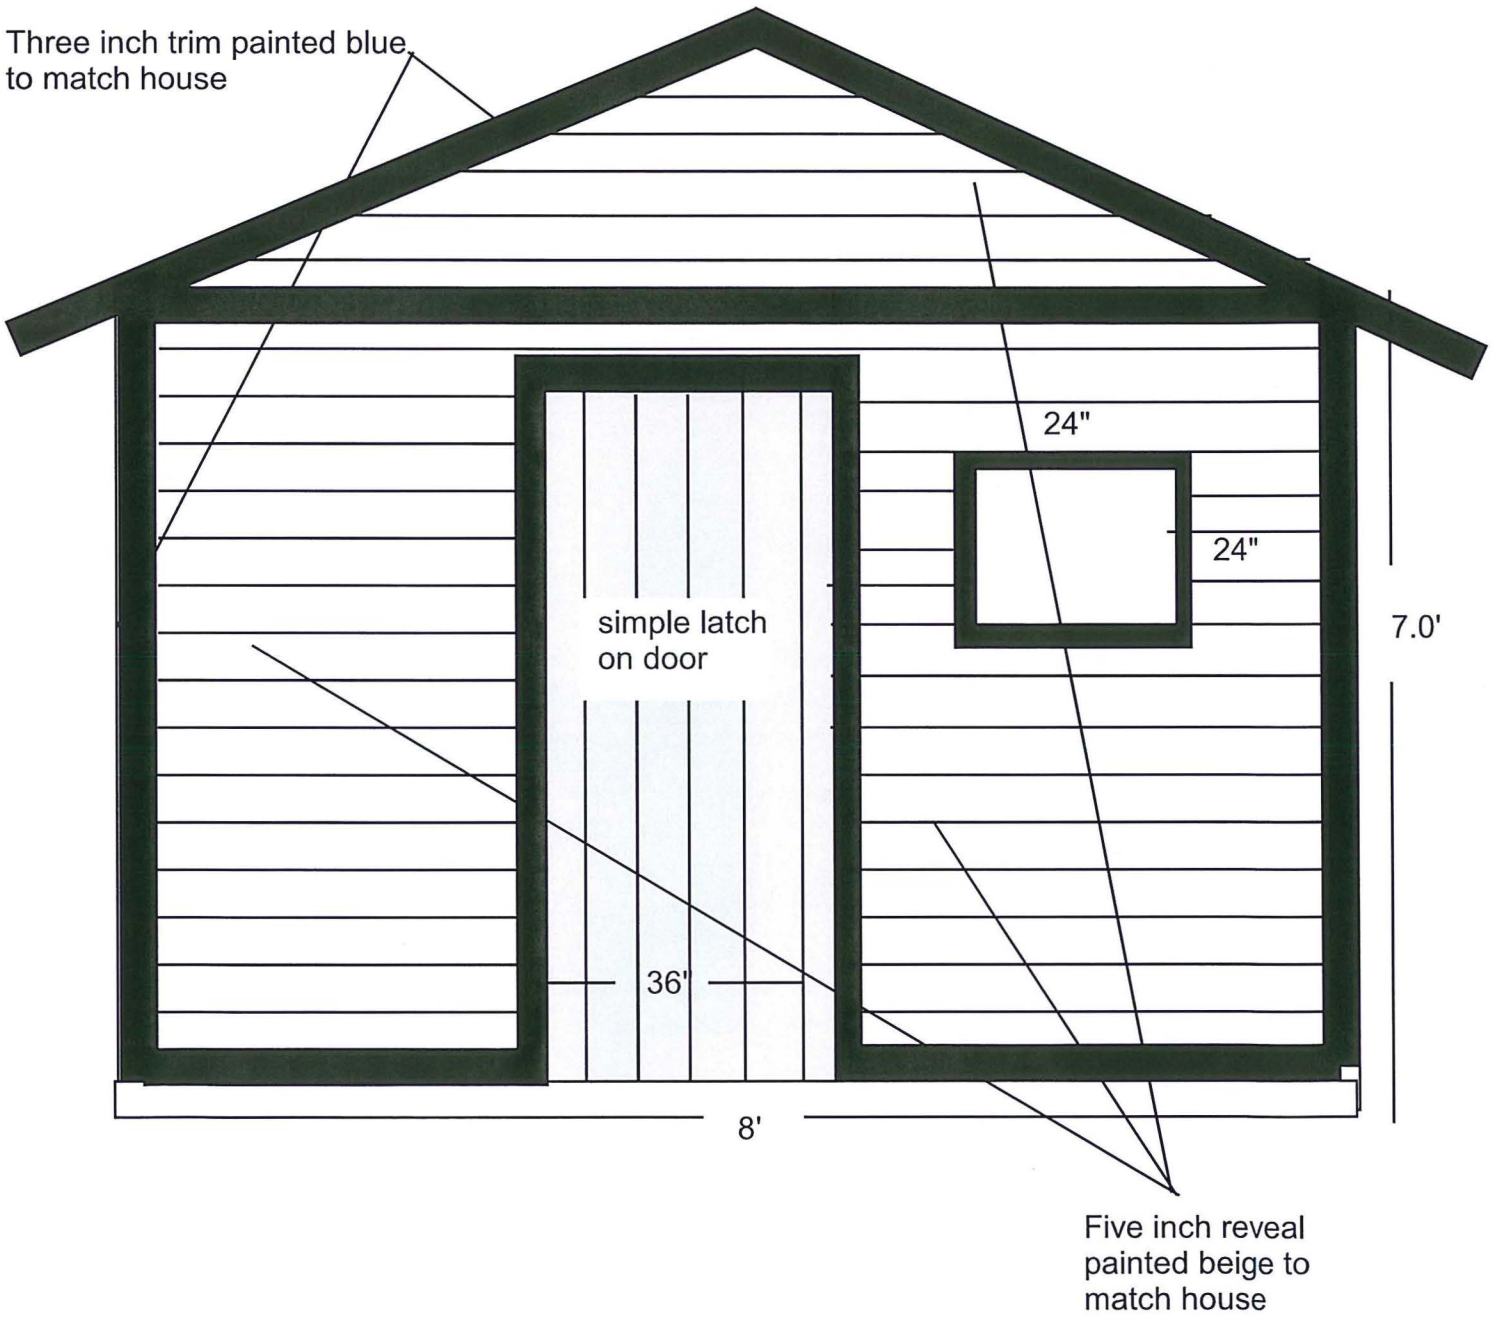 Three inch trim painted blue
to match house
24"
24"
simple latch
on door
7.0'
36"
8'
Five inch reveal
painted beige to
match house